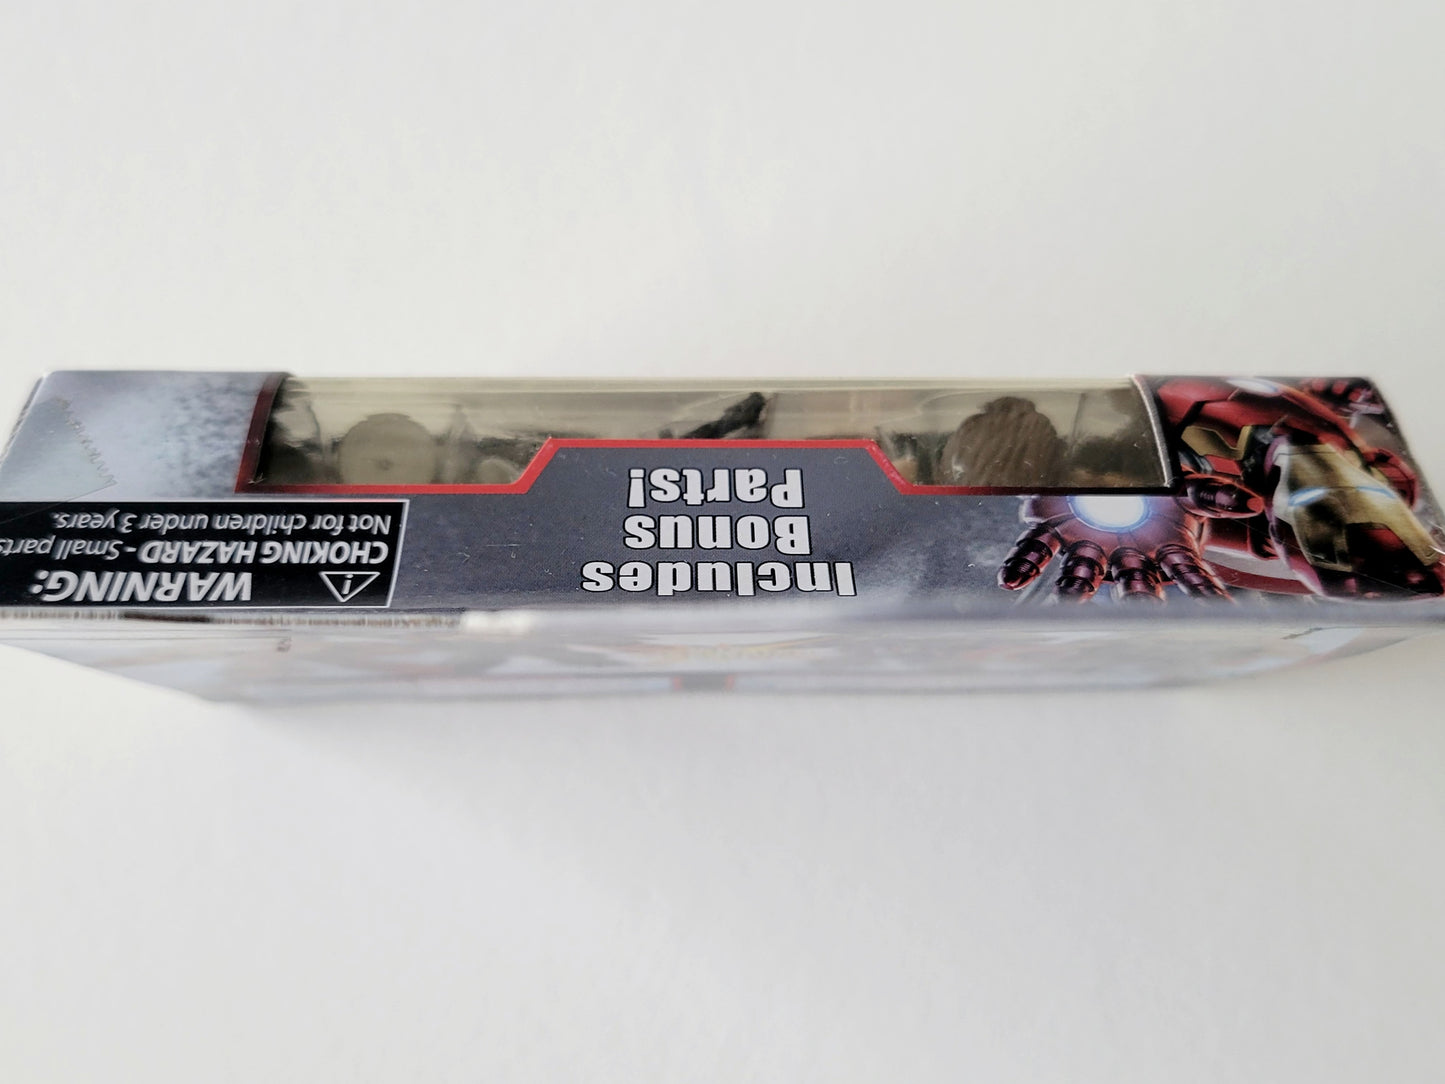 Includes
Bonus
Parts!
WARNING:
CHOKING HAZARD - Small parts
Not for children under 3 years.